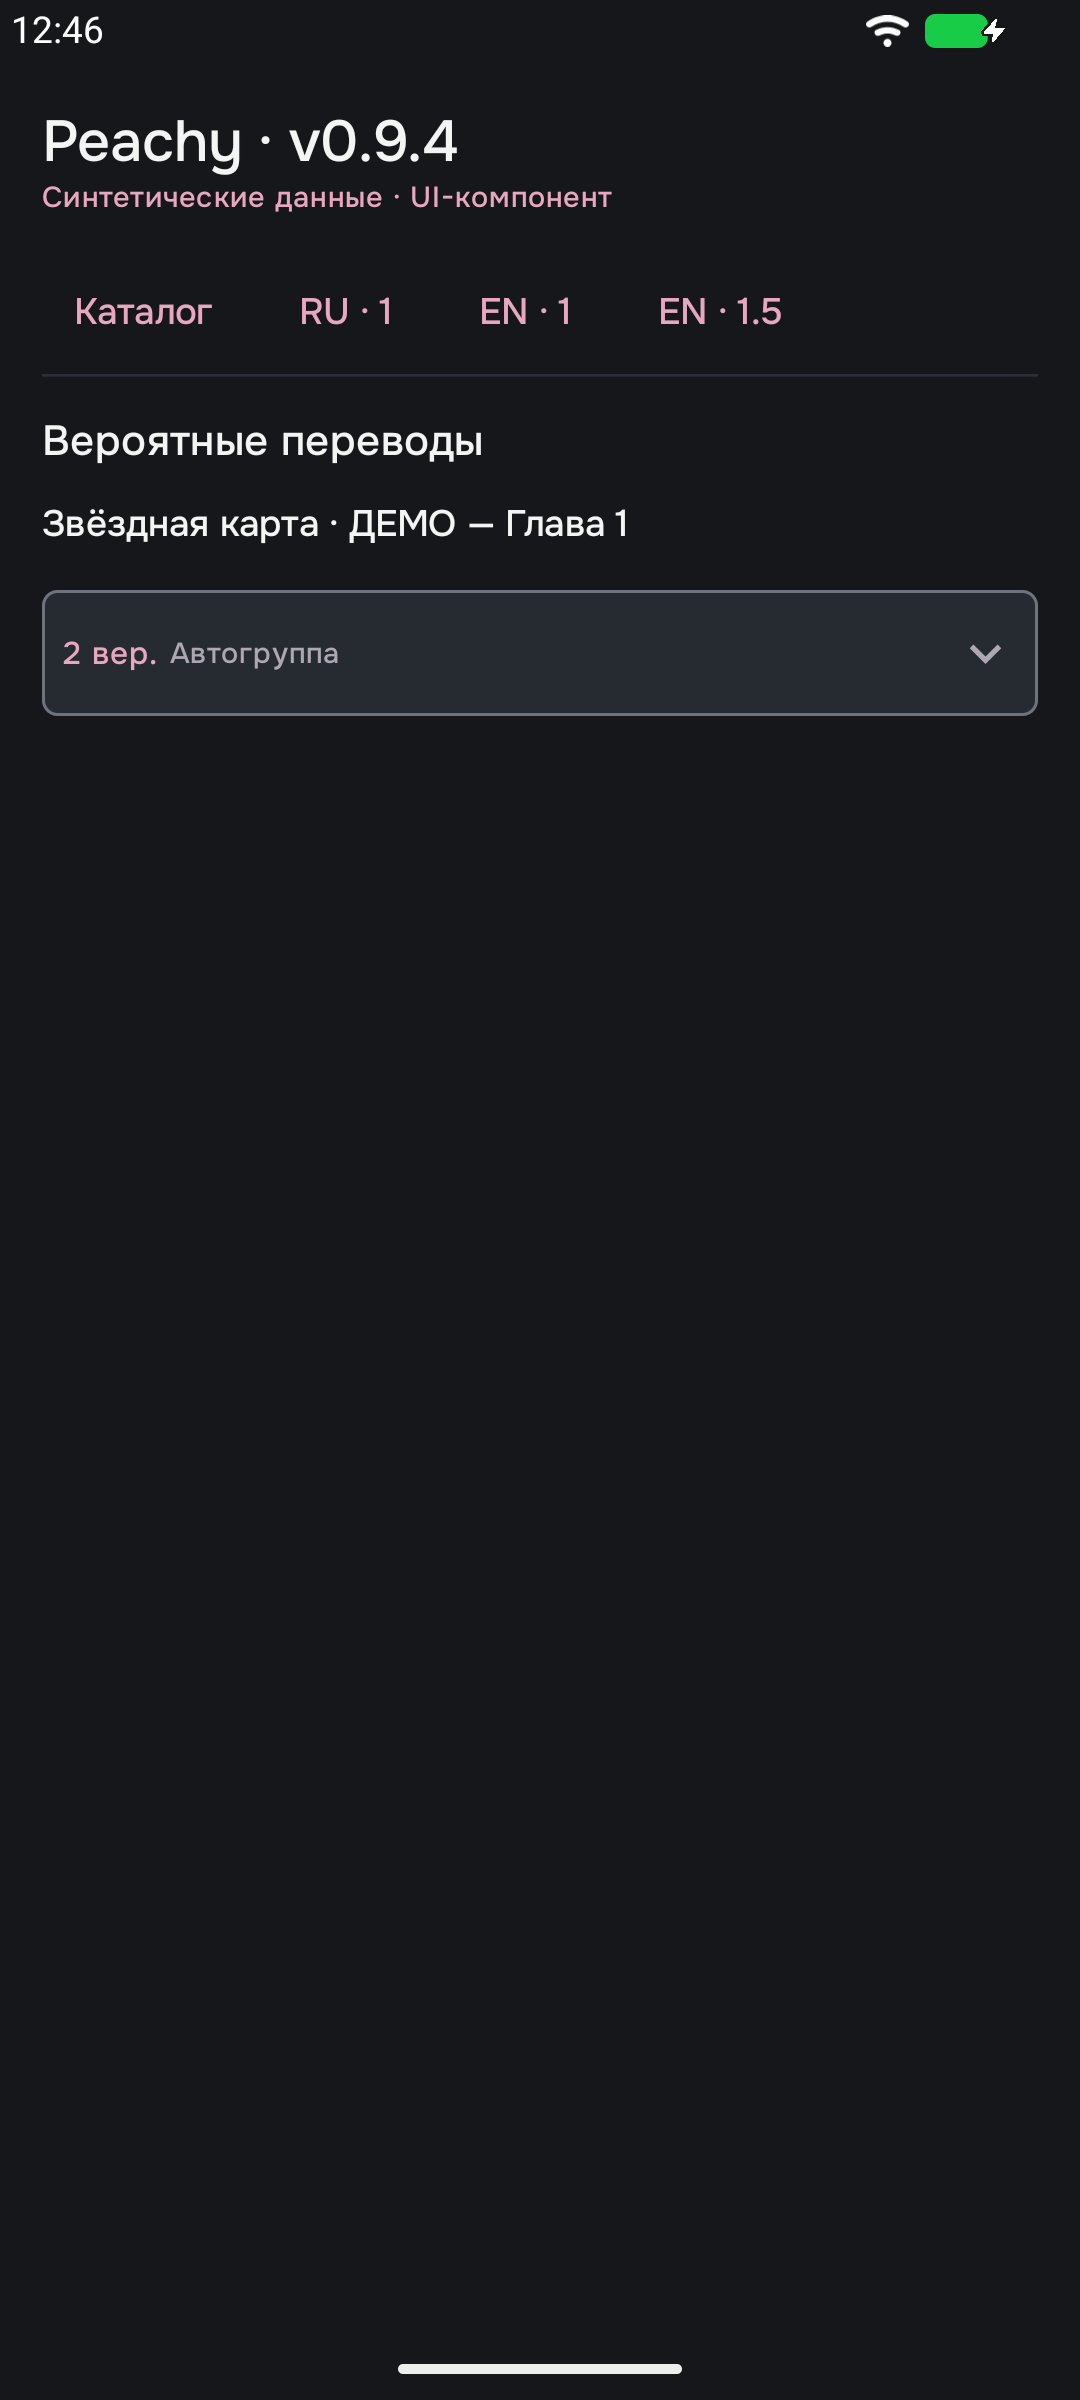 12:46
Peachy · v0.9.4
Синтетические данные · UI-компонент
Каталог RU · 1 EN · 1 EN · 1.5
Вероятные переводы
Звёздная карта · ДЕМО — Глава 1
2 вер. Автогруппа